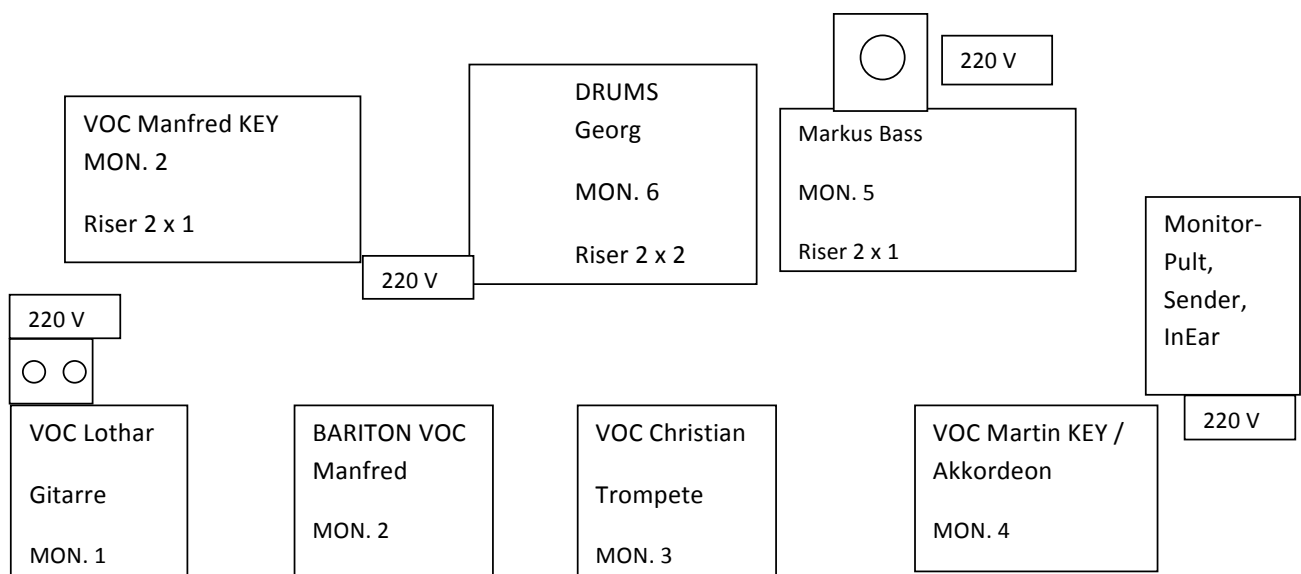 220 V
DRUMS
Georg
MON. 6
Riser 2 x 2
VOC Manfred KEY
MON. 2
Riser 2 x 1
Markus Bass
MON. 5
Riser 2 x 1
220 V
220 V
Monitor-
Pult,
Sender,
InEar
220 V
VOC Lothar
Gitarre
MON. 1
BARITON VOC
Manfred
MON. 2
VOC Christian
Trompete
MON. 3
VOC Martin KEY /
Akkordeon
MON. 4